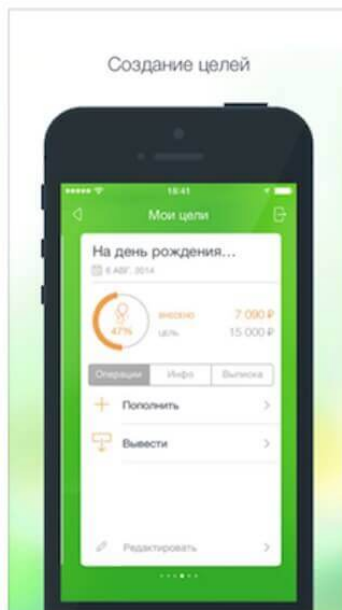 Создание целей
18:41
Мои цели
На день рождения...
6 АВГ. 2014
47%
ВНЕСЕНО 7 090 ₽
ЦЕЛЬ 15 000 ₽
Операции Инфо Выписка
Пополнить
Вывести
Редактировать